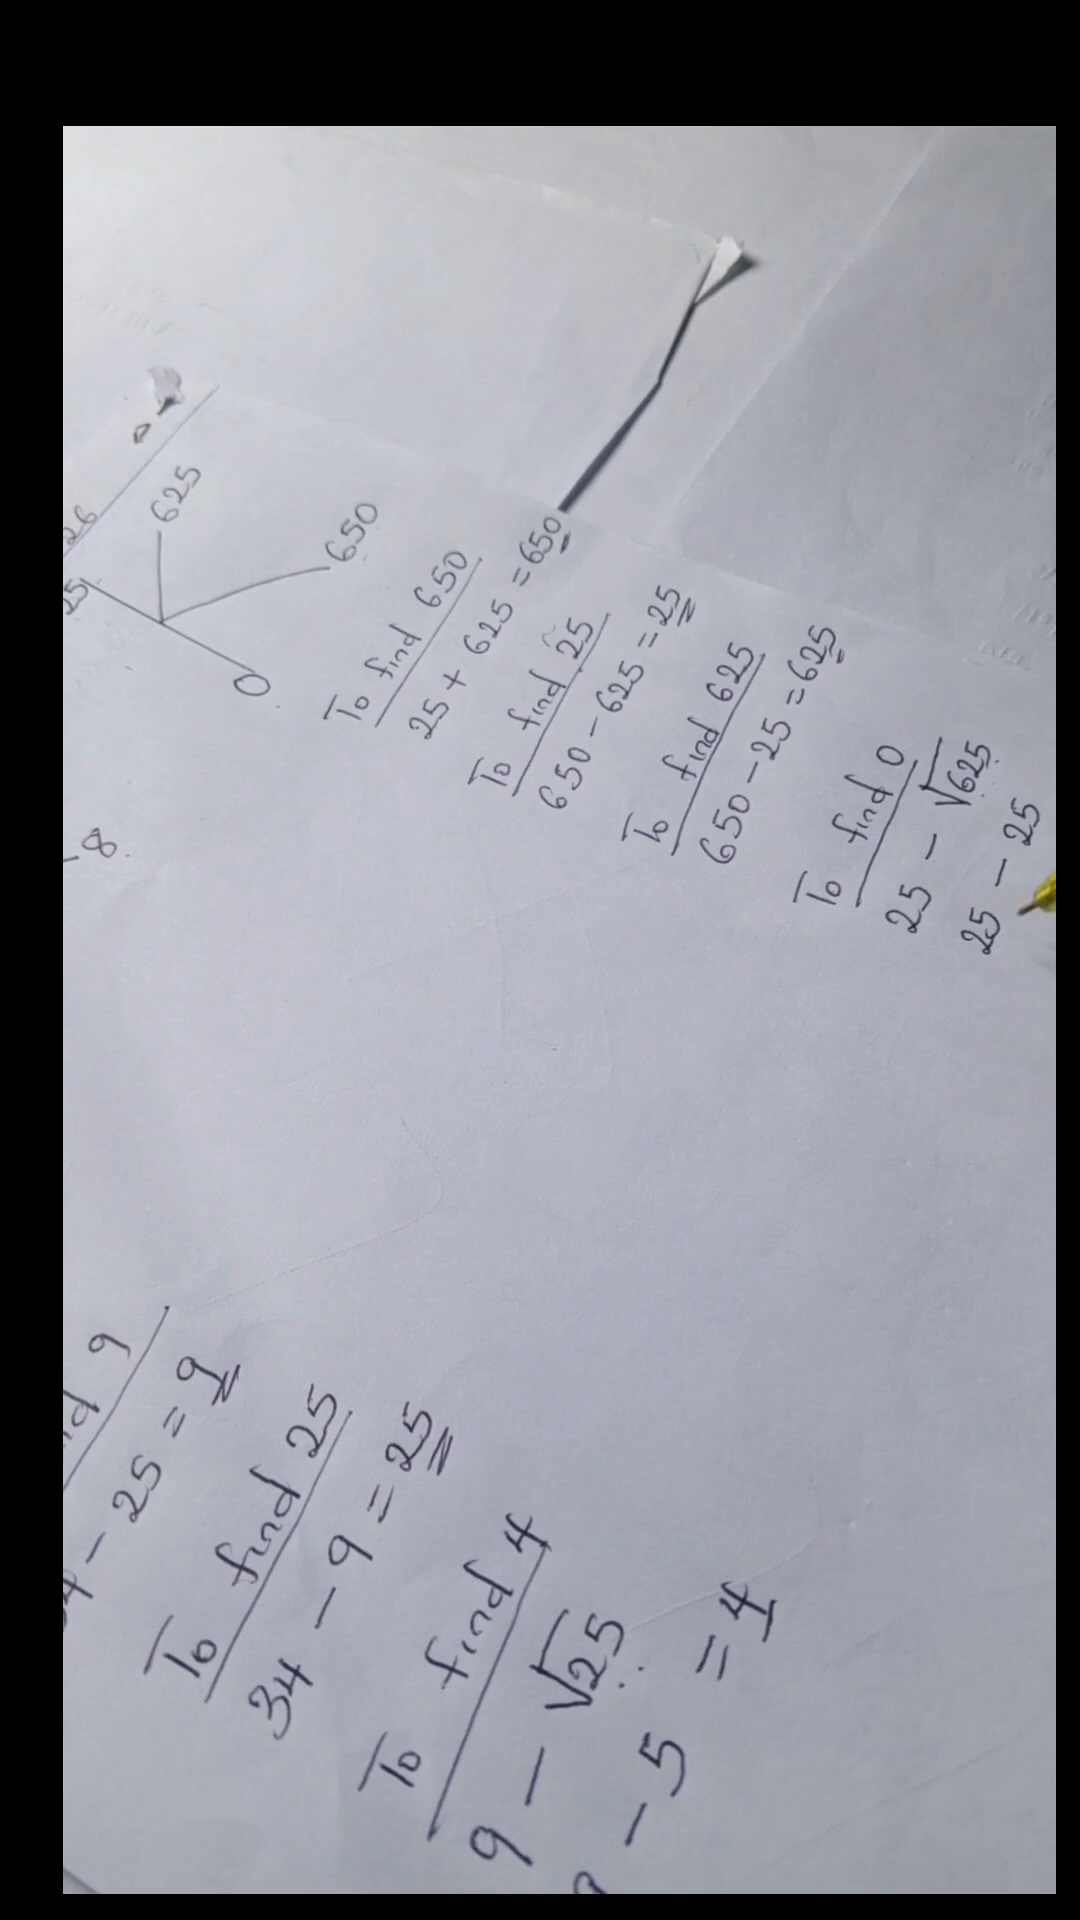 26
25
625
650
0
To find 650
25 + 625 = 650
To find 25
650 - 625 = 25
To find 625
650 - 25 = 625
To find 0
25 - √625
25 - 25
8
9
- 25 = 9
To find 25
34 - 9 = 25
To find 4
9 - √25
- 5 = 4